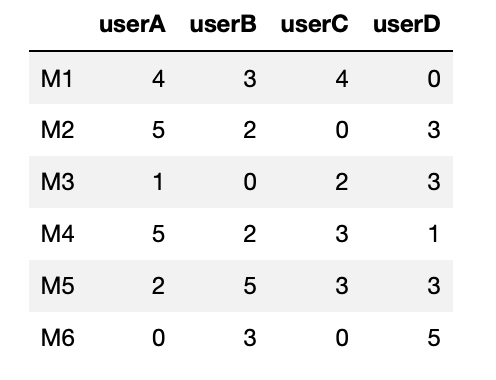 userA userB userC userD
M1 4 3 4 0
M2 5 2 0 3
M3 1 0 2 3
M4 5 2 3 1
M5 2 5 3 3
M6 0 3 0 5